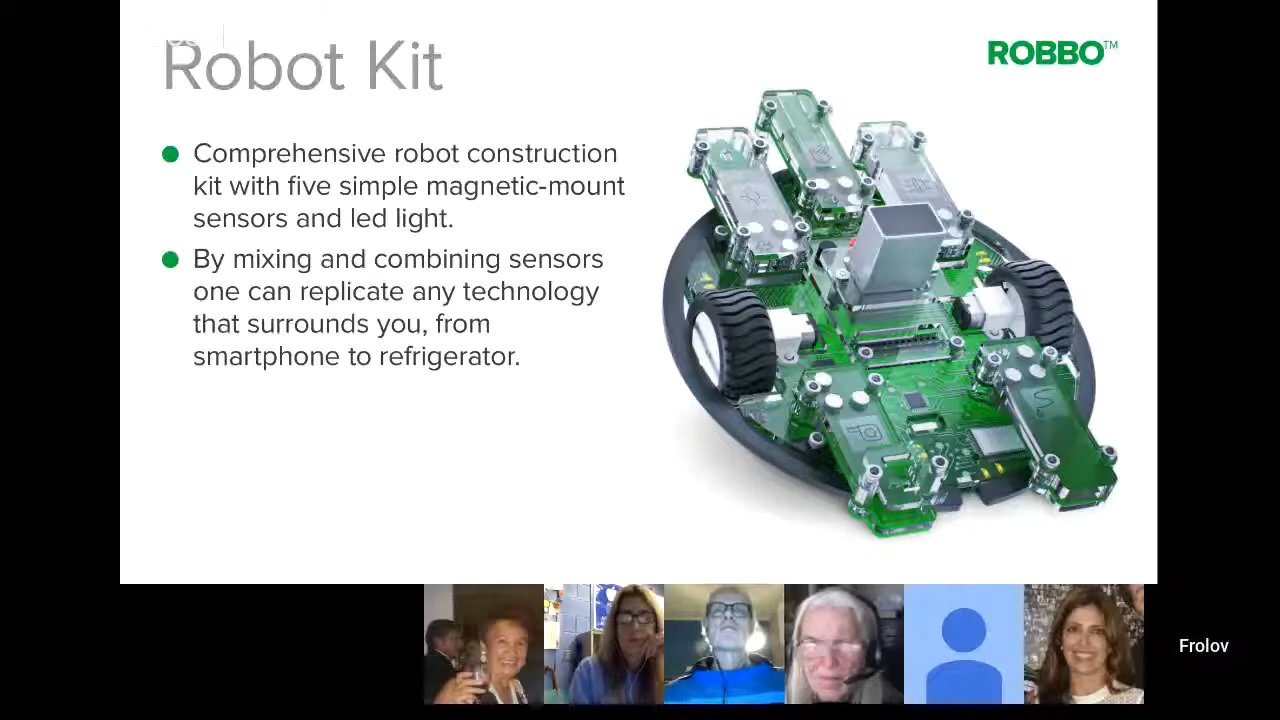 Robot Kit
ROBBO™
Comprehensive robot construction
kit with five simple magnetic-mount
sensors and led light.
By mixing and combining sensors
one can replicate any technology
that surrounds you, from
smartphone to refrigerator.
Frolov